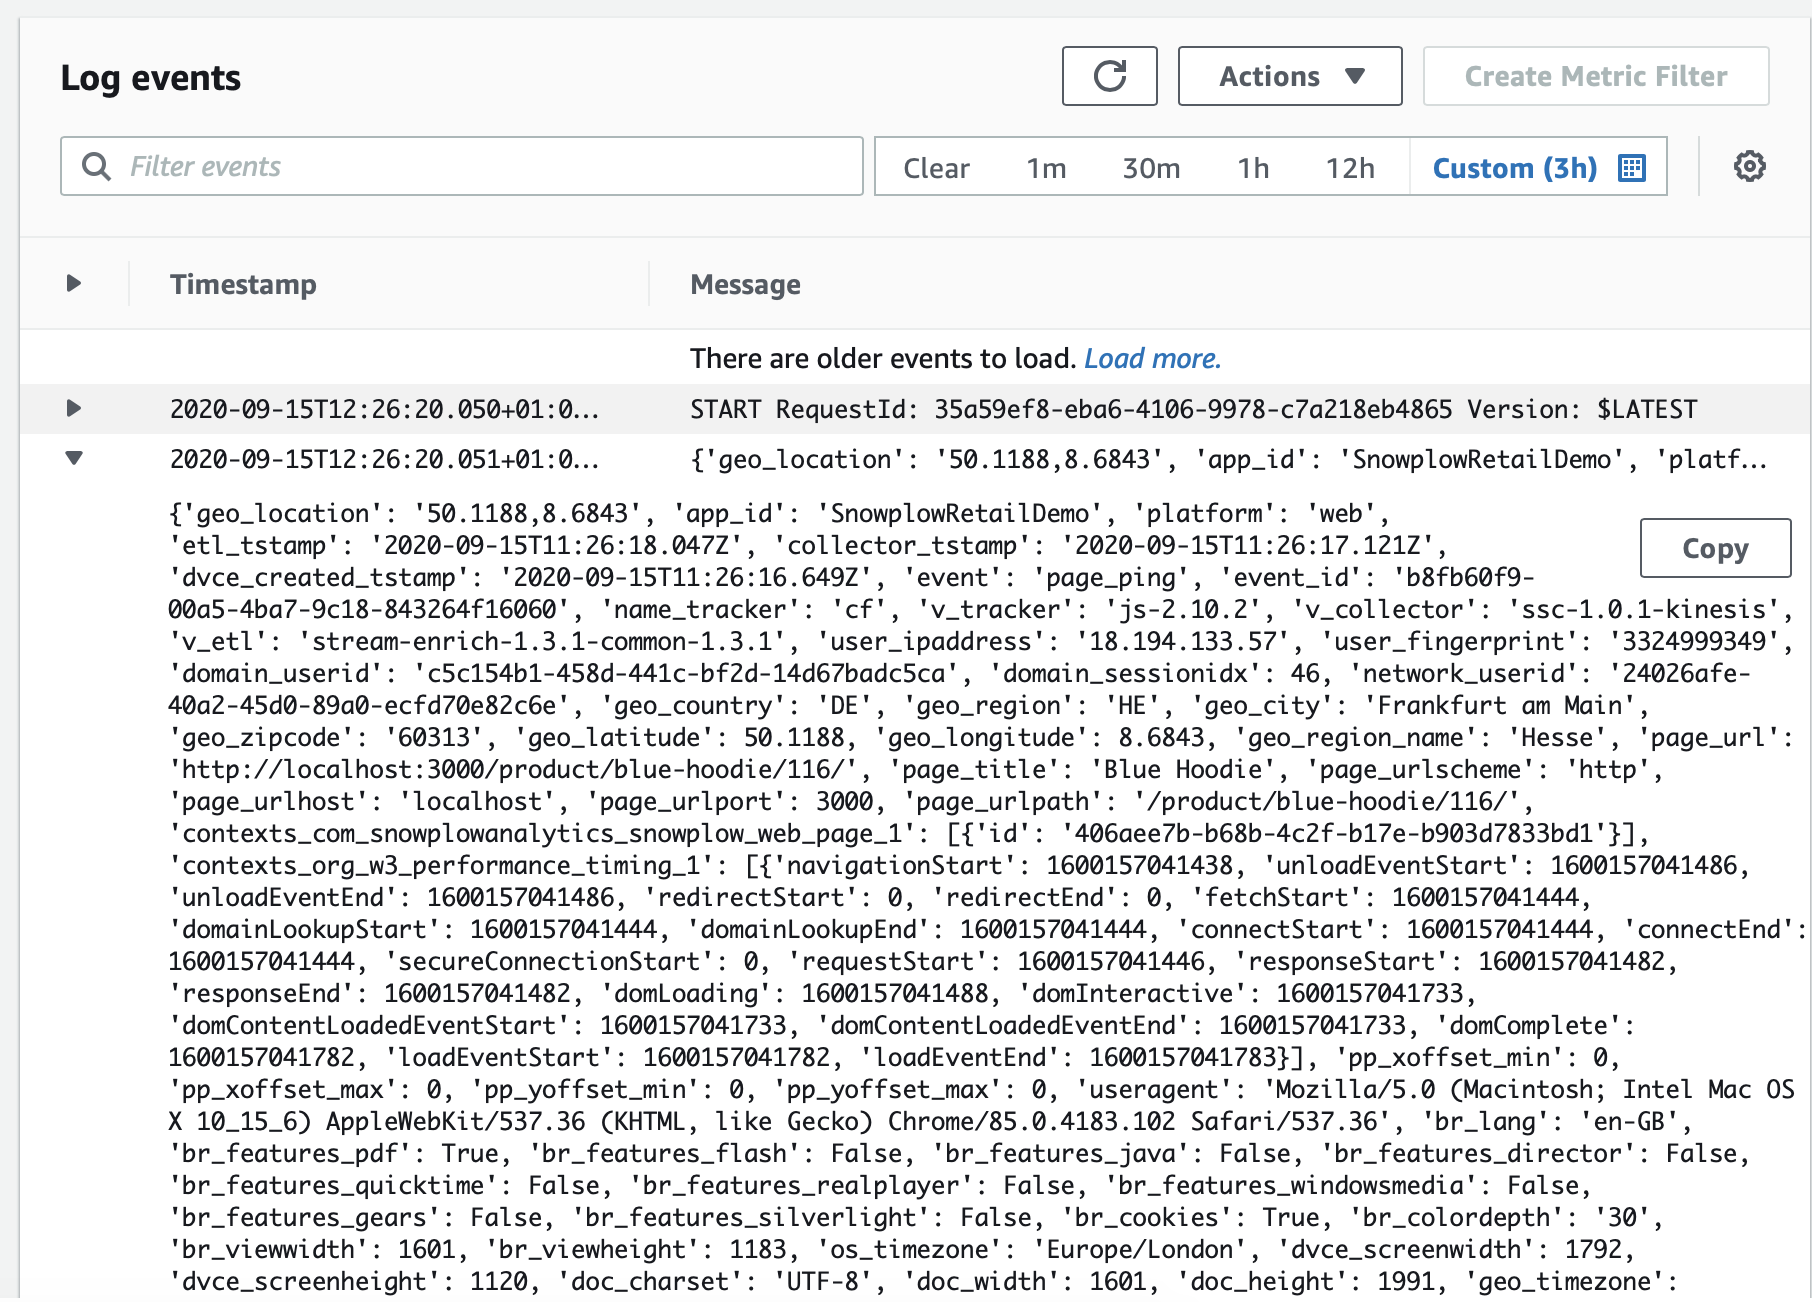 Log events
Actions
Create Metric Filter
Filter events
Clear 1m 30m 1h 12h Custom (3h)
Timestamp Message
There are older events to load. Load more.
2020-09-15T12:26:20.050+01:0... START RequestId: 35a59ef8-eba6-4106-9978-c7a218eb4865 Version: $LATEST
2020-09-15T12:26:20.051+01:0... {'geo_location': '50.1188,8.6843', 'app_id': 'SnowplowRetailDemo', 'platf...
{'geo_location': '50.1188,8.6843', 'app_id': 'SnowplowRetailDemo', 'platform': 'web',
'etl_tstamp': '2020-09-15T11:26:18.047Z', 'collector_tstamp': '2020-09-15T11:26:17.121Z',
Copy
'dvce_created_tstamp': '2020-09-15T11:26:16.649Z', 'event': 'page_ping', 'event_id': 'b8fb60f9-
00a5-4ba7-9c18-843264f16060', 'name_tracker': 'cf', 'v_tracker': 'js-2.10.2', 'v_collector': 'ssc-1.0.1-kinesis',
'v_etl': 'stream-enrich-1.3.1-common-1.3.1', 'user_ipaddress': '18.194.133.57', 'user_fingerprint': '3324999349',
'domain_userid': 'c5c154b1-458d-441c-bf2d-14d67badc5ca', 'domain_sessionidx': 46, 'network_userid': '24026afe-
40a2-45d0-89a0-ecfd70e82c6e', 'geo_country': 'DE', 'geo_region': 'HE', 'geo_city': 'Frankfurt am Main',
'geo_zipcode': '60313', 'geo_latitude': 50.1188, 'geo_longitude': 8.6843, 'geo_region_name': 'Hesse', 'page_url':
'http://localhost:3000/product/blue-hoodie/116/', 'page_title': 'Blue Hoodie', 'page_urlscheme': 'http',
'page_urlhost': 'localhost', 'page_urlport': 3000, 'page_urlpath': '/product/blue-hoodie/116/',
'contexts_com_snowplowanalytics_snowplow_web_page_1': [{'id': '406aee7b-b68b-4c2f-b17e-b903d7833bd1'}],
'contexts_org_w3_performance_timing_1': [{'navigationStart': 1600157041438, 'unloadEventStart': 1600157041486,
'unloadEventEnd': 1600157041486, 'redirectStart': 0, 'redirectEnd': 0, 'fetchStart': 1600157041444,
'domainLookupStart': 1600157041444, 'domainLookupEnd': 1600157041444, 'connectStart': 1600157041444, 'connectEnd':
1600157041444, 'secureConnectionStart': 0, 'requestStart': 1600157041446, 'responseStart': 1600157041482,
'responseEnd': 1600157041482, 'domLoading': 1600157041488, 'domInteractive': 1600157041733,
'domContentLoadedEventStart': 1600157041733, 'domContentLoadedEventEnd': 1600157041733, 'domComplete':
1600157041782, 'loadEventStart': 1600157041782, 'loadEventEnd': 1600157041783}], 'pp_xoffset_min': 0,
'pp_xoffset_max': 0, 'pp_yoffset_min': 0, 'pp_yoffset_max': 0, 'useragent': 'Mozilla/5.0 (Macintosh; Intel Mac OS
X 10_15_6) AppleWebKit/537.36 (KHTML, like Gecko) Chrome/85.0.4183.102 Safari/537.36', 'br_lang': 'en-GB',
'br_features_pdf': True, 'br_features_flash': False, 'br_features_java': False, 'br_features_director': False,
'br_features_quicktime': False, 'br_features_realplayer': False, 'br_features_windowsmedia': False,
'br_features_gears': False, 'br_features_silverlight': False, 'br_cookies': True, 'br_colordepth': '30',
'br_viewwidth': 1601, 'br_viewheight': 1183, 'os_timezone': 'Europe/London', 'dvce_screenwidth': 1792,
'dvce_screenheight': 1120, 'doc_charset': 'UTF-8', 'doc_width': 1601, 'doc_height': 1991, 'geo_timezone':